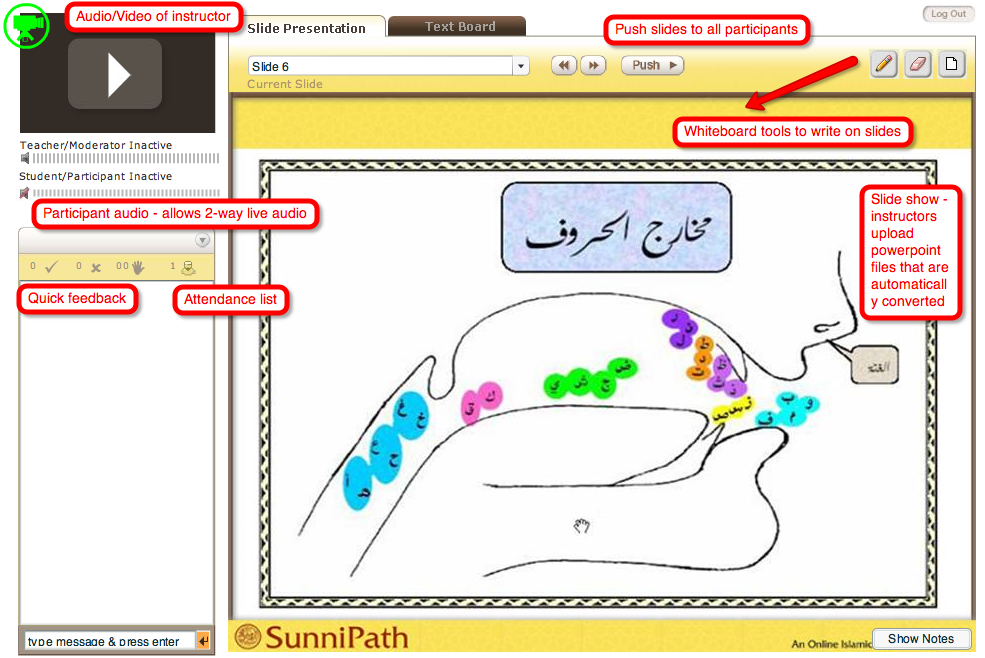 Audio/Video of instructor
Slide Presentation
Text Board
Push slides to all participants
Log Out
Slide 6
Push
Current Slide
Whiteboard tools to write on slides
Teacher/Moderator Inactive
Student/Participant Inactive
Participant audio - allows 2-way live audio
0
0
00
1
Quick feedback
Attendance list
مخارج الحروف
Slide show -
instructors
upload
powerpoint
files that are
automaticall
y converted
الغنة
ض
ج ش ي
ك
ق
غ خ
ع ح
ء ه
و ب م ف
type message & press enter
SunniPath
An Online Islamic
Show Notes